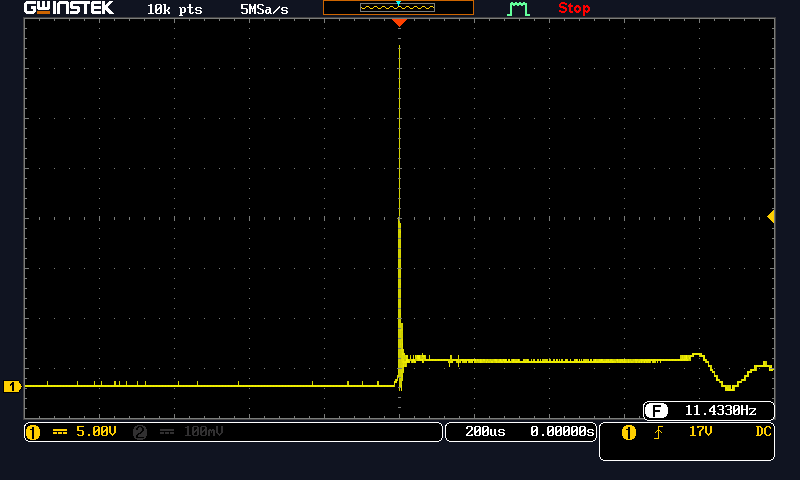 GWINSTEK 10k pts 5MSa/s Stop
1
F 11.4330Hz
1 5.00V 2 100mV 200us 0.00000s 1 17V DC